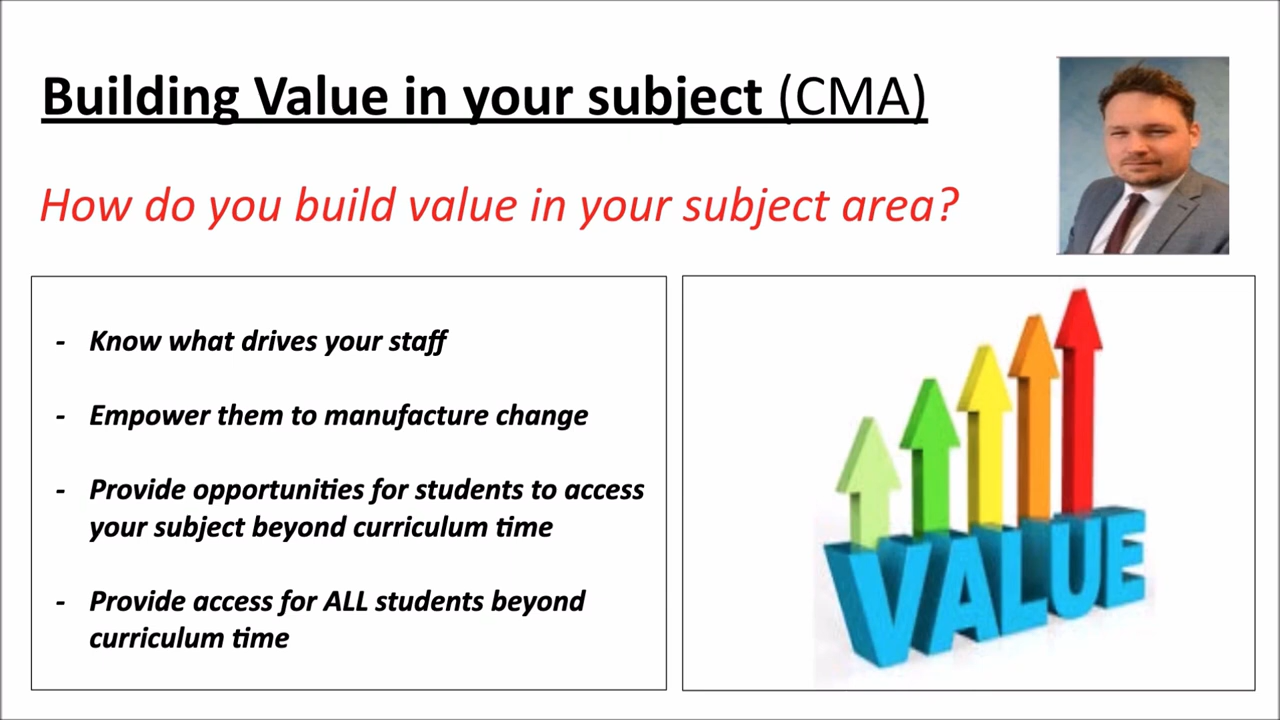 Building Value in your subject (CMA)
How do you build value in your subject area?
- Know what drives your staff
- Empower them to manufacture change
- Provide opportunities for students to access
your subject beyond curriculum time
- Provide access for ALL students beyond
curriculum time
VALUE